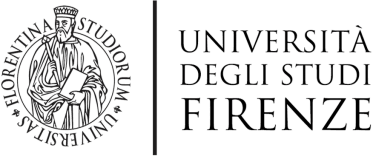 FLORENTINA STUDIORUM UNIVERSITAS
UNIVERSITÀ
DEGLI STUDI
FIRENZE